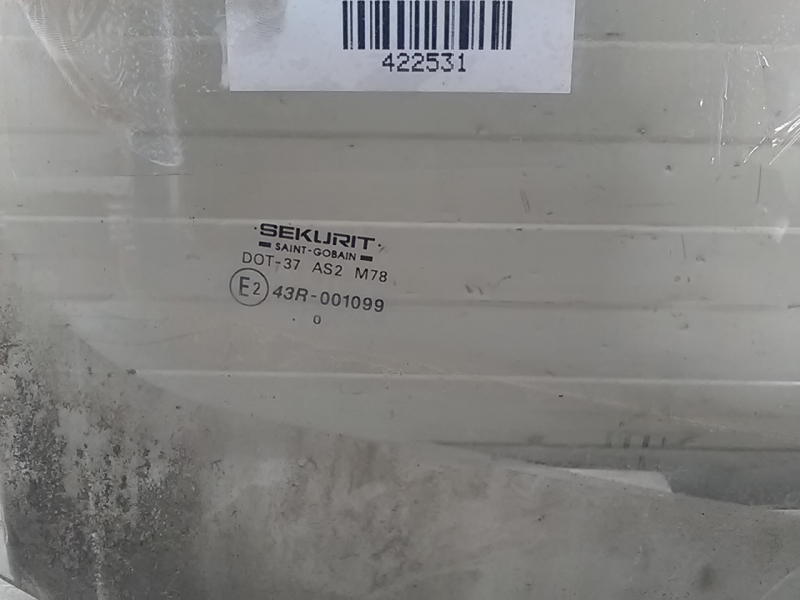 422531
SEKURIT
SAINT-GOBAIN
DOT-37 AS2 M78
E2 43R-001099
. 0